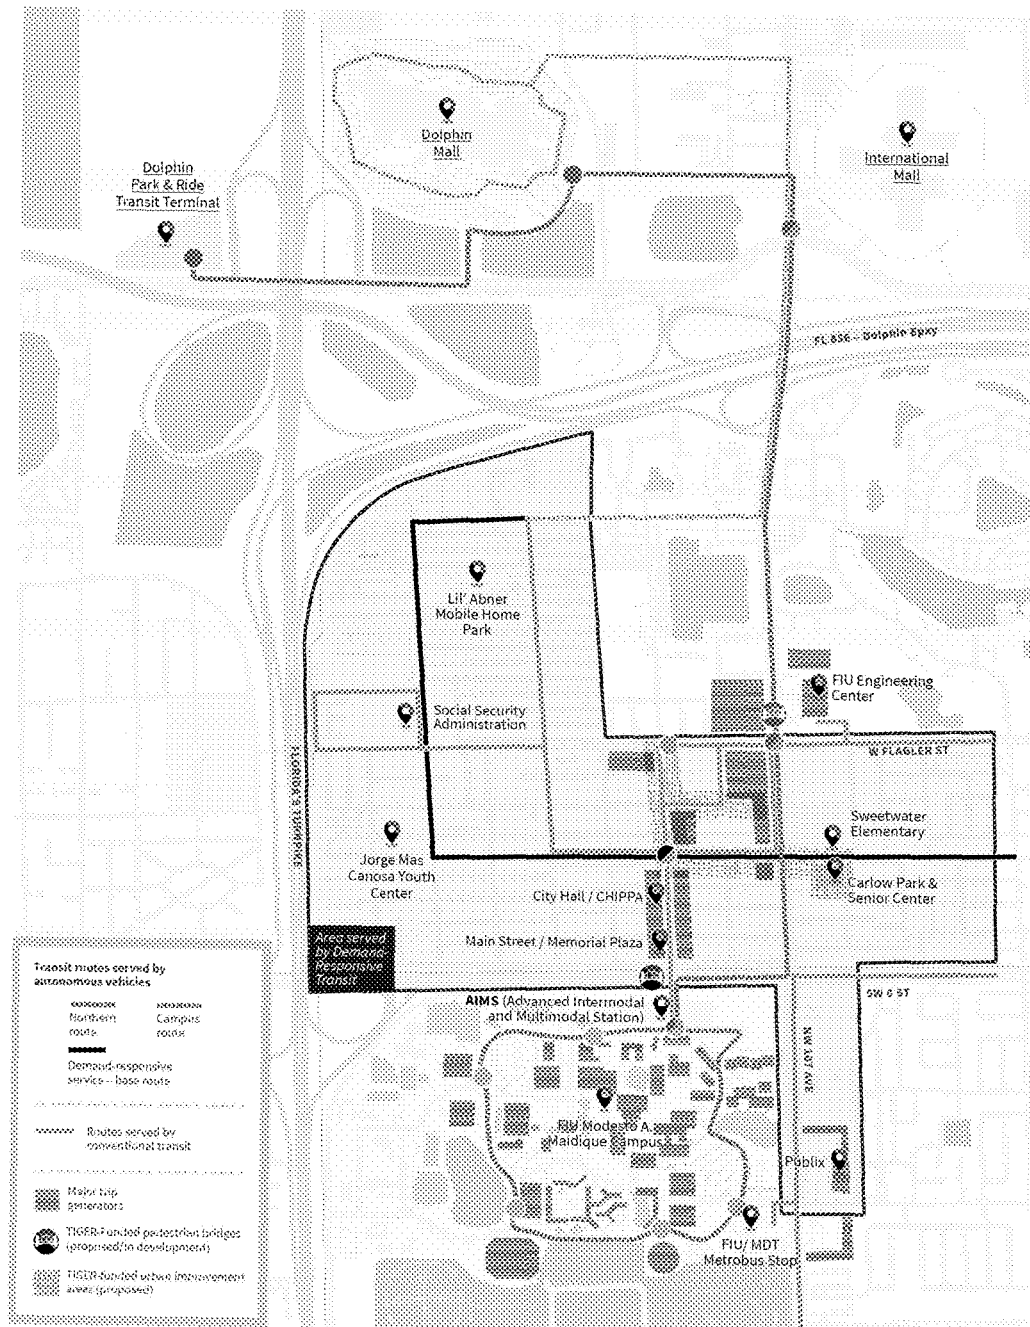 Dolphin
Mall
International
Mall
Dolphin
Park & Ride
Transit Terminal
FL 836 – Dolphin Expy
Lil' Abner
Mobile Home
Park
FIU Engineering
Center
Social Security
Administration
W FLAGLER ST
FLORIDA'S TURNPIKE
Sweetwater
Elementary
Jorge Mas
Canosa Youth
Center
Carlow Park &
Senior Center
City Hall / CHIPPA
Main Street / Memorial Plaza
Area served
by Demand
Responsive
Transit
AIMS (Advanced Intermodal
and Multimodal Station)
SW 8 ST
NW 107 AVE
FIU Modesto A.
Maidique Campus
Publix
FIU/ MDT
Metrobus Stop
Transit routes served by
autonomous vehicles
Northern
route
Campus
route
Demand-responsive
service – base route
Routes served by
conventional transit
Major trip
generators
TIGER-Funded pedestrian bridges
(proposed/in development)
TIGER-funded urban improvement
areas (proposed)